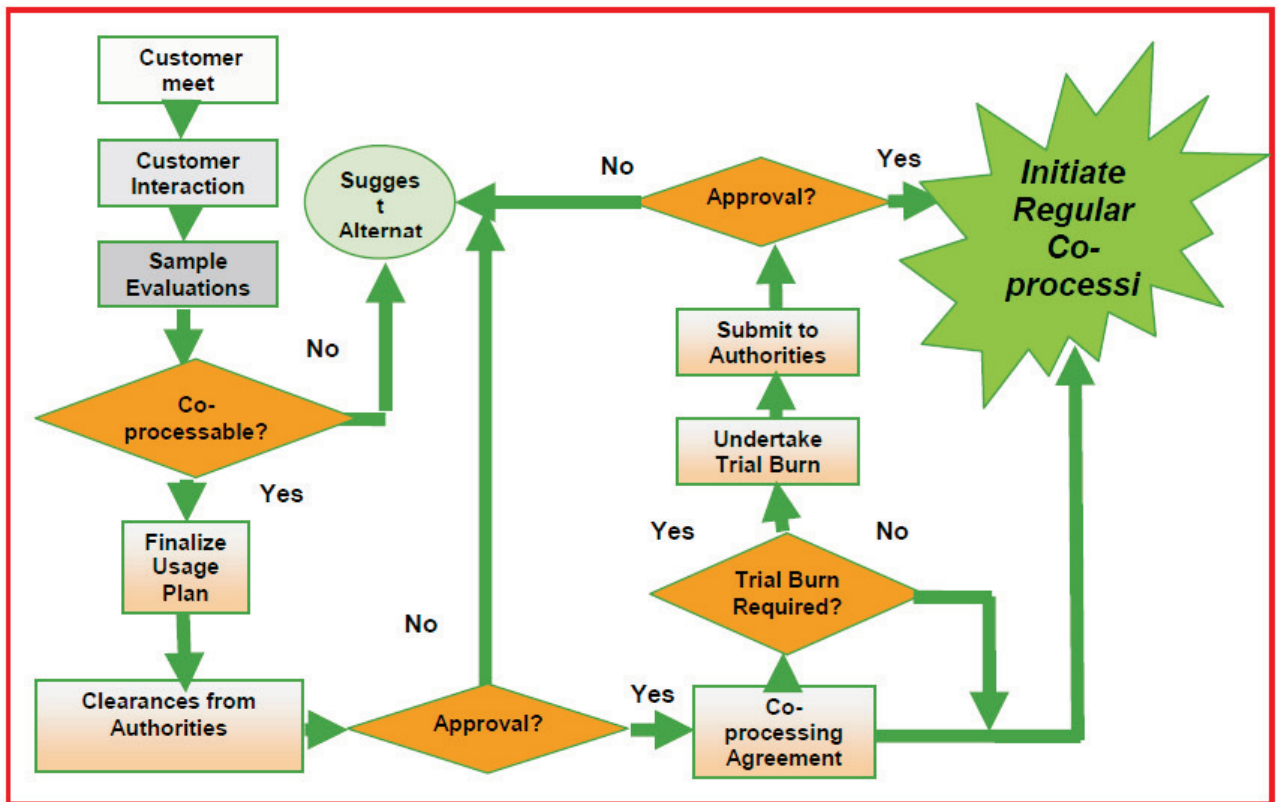 Customer
meet
Customer
Interaction
Sample
Evaluations
Co-
processable?
No
Sugges
t
Alternat
Yes
Finalize
Usage
Plan
Clearances from
Authorities
Approval?
No
Yes
Co-
processing
Agreement
Trial Burn
Required?
Yes
No
Undertake
Trial Burn
Submit to
Authorities
Approval?
No
Yes
Initiate
Regular
Co-
processi